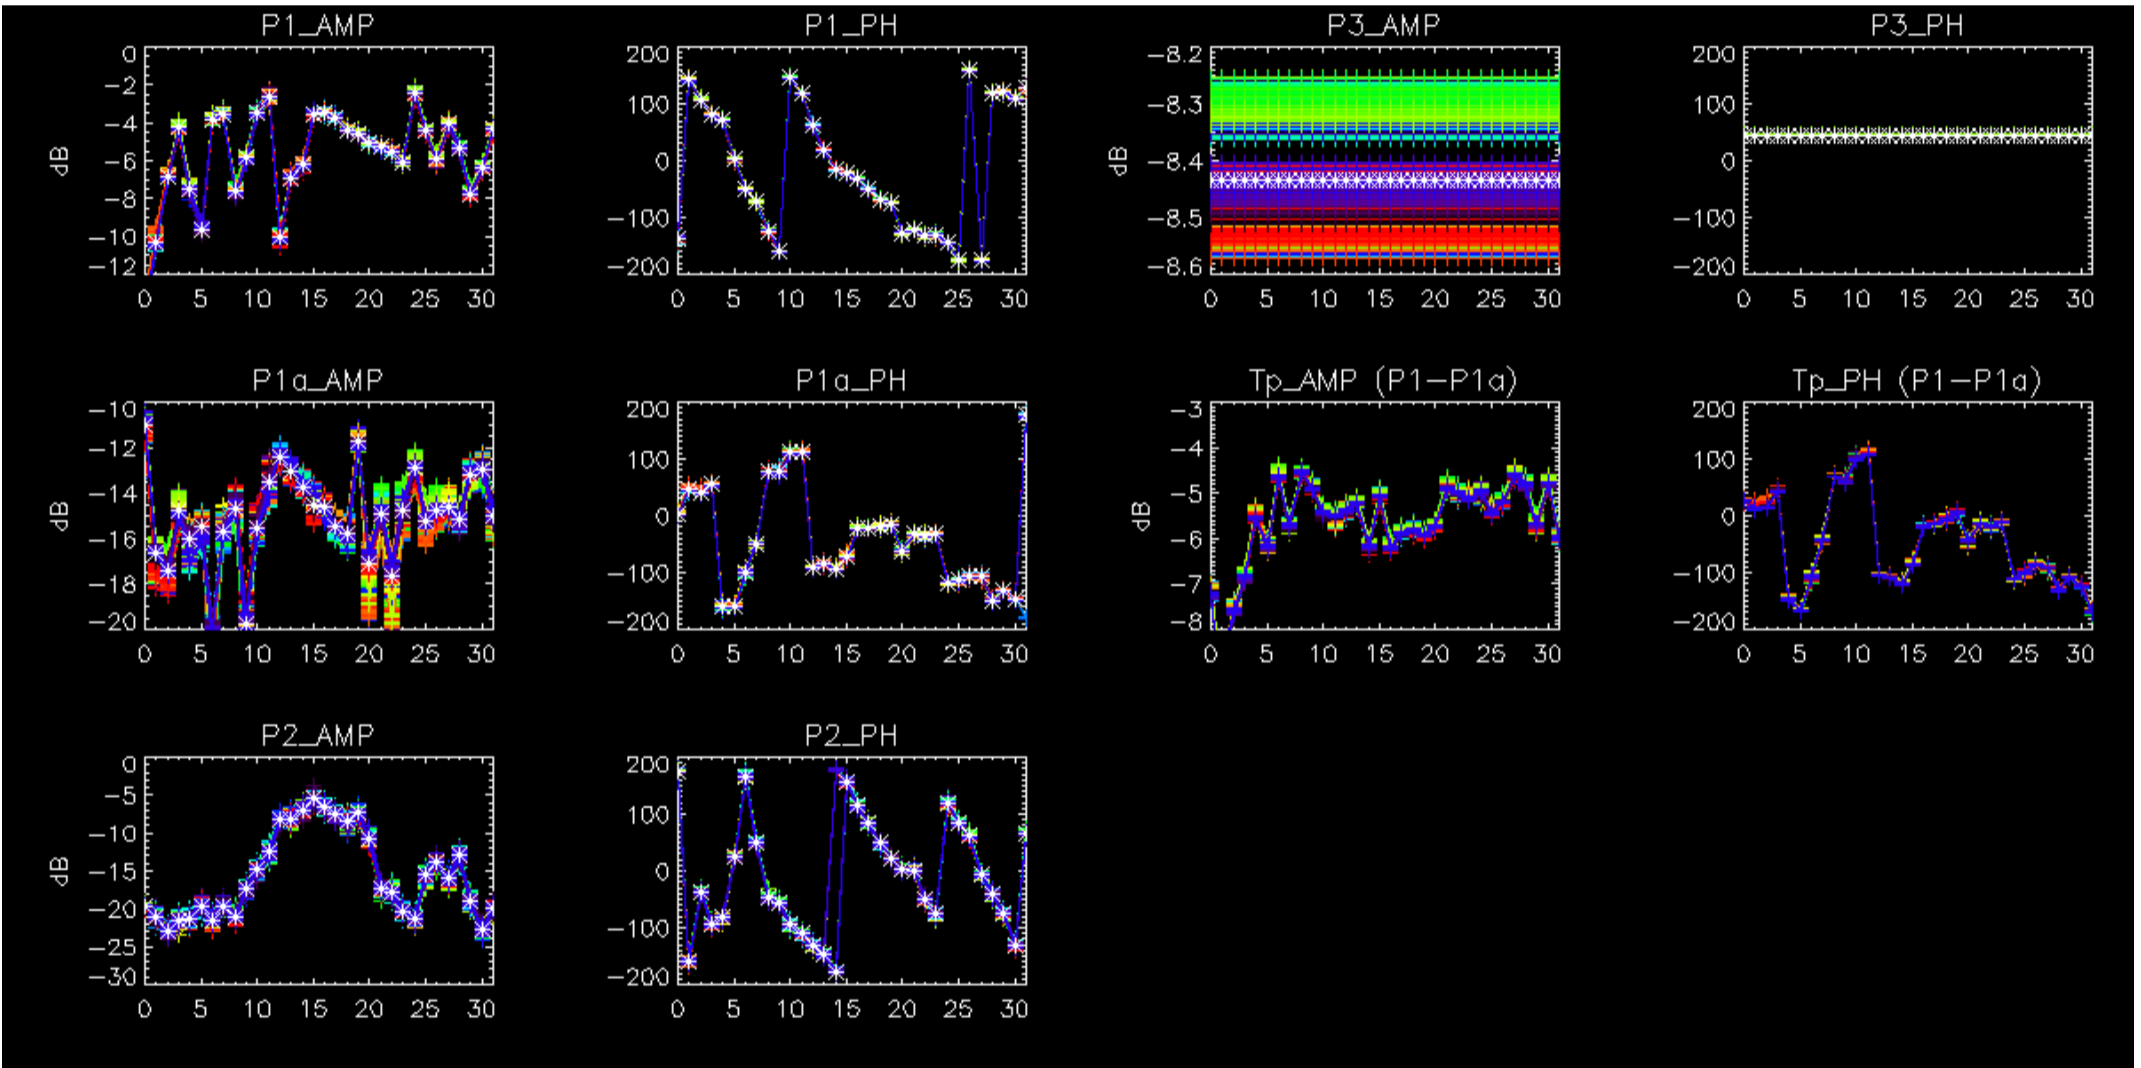 P1_AMP P1_PH P3_AMP P3_PH
0 200 -8.2 200
-2
100 -8.3 100
-4
dB -6 0 dB -8.4 0
-8
-100 -8.5 -100
-10
-12 -200 -8.6 -200
0 5 10 15 20 25 30 0 5 10 15 20 25 30 0 5 10 15 20 25 30 0 5 10 15 20 25 30
P1a_AMP P1a_PH Tp_AMP (P1-P1a) Tp_PH (P1-P1a)
-10 200 -3 200
-12 100 -4 100
-14
dB 0 dB -5 0
-16 -6
-18 -100 -7 -100
-20 -200 -8 -200
0 5 10 15 20 25 30 0 5 10 15 20 25 30 0 5 10 15 20 25 30 0 5 10 15 20 25 30
P2_AMP P2_PH
0 200
-5
100
-10
dB -15 0
-20
-100
-25
-30 -200
0 5 10 15 20 25 30 0 5 10 15 20 25 30